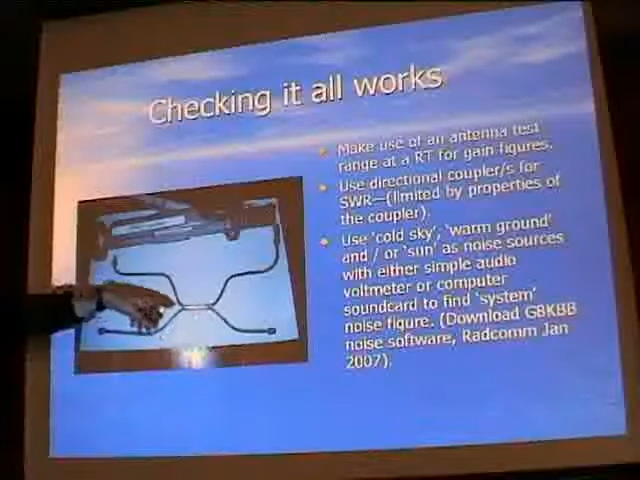 Checking it all works
Make use of an antenna test
range at a RT for gain figures.
Use directional coupler/s for
SWR—(limited by properties of
the coupler).
Use 'cold sky', 'warm ground'
and / or 'sun' as noise sources
with either simple audio
voltmeter or computer
soundcard to find 'system'
noise figure. (Download G8KBB
noise software, Radcomm Jan
2007).